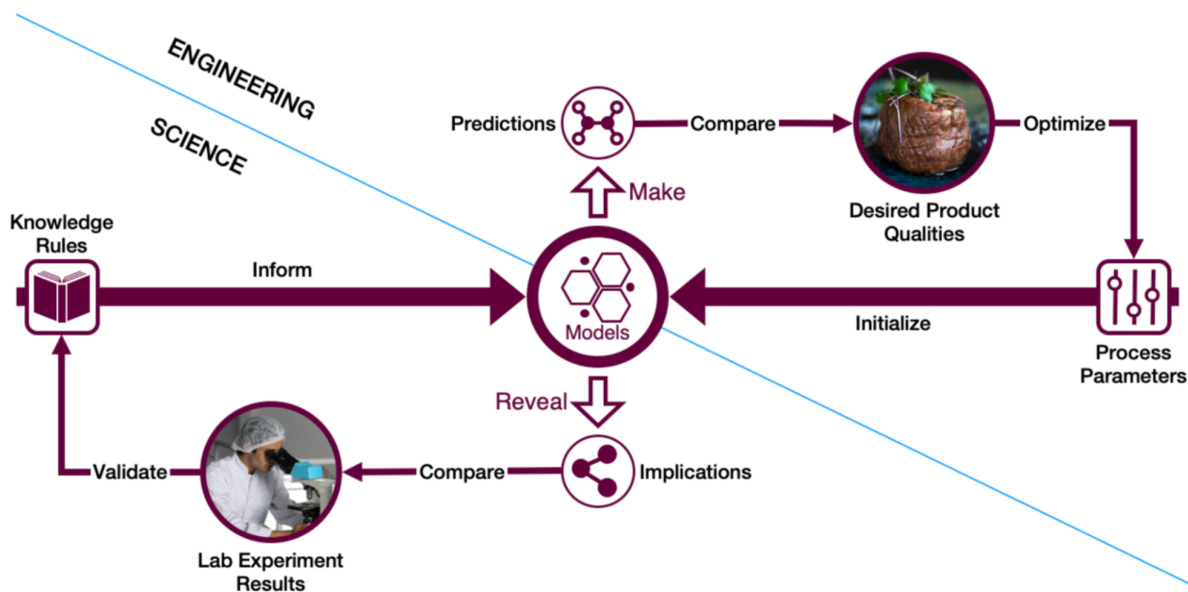 ENGINEERING
SCIENCE
Predictions
Compare
Optimize
Make
Desired Product
Qualities
Knowledge
Rules
Inform
Models
Initialize
Process
Parameters
Reveal
Validate
Compare
Implications
Lab Experiment
Results